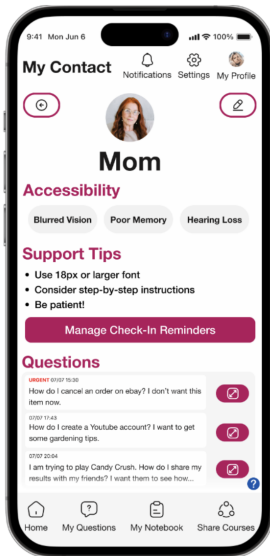 9:41 Mon Jun 6
100%
My Contact
Notifications
Settings
My Profile
Mom
Accessibility
Blurred Vision
Poor Memory
Hearing Loss
Support Tips
• Use 18px or larger font
• Consider step-by-step instructions
• Be patient!
Manage Check-In Reminders
Questions
URGENT 07/07 15:30
How do I cancel an order on ebay? I don't want this
item now.
07/07 17:43
How do I create a Youtube account? I want to get
some gardening tips.
07/07 20:04
I am trying to play Candy Crush. How do I share my
results with my friends? I want them to see how...
?
Home
My Questions
My Notebook
Share Courses